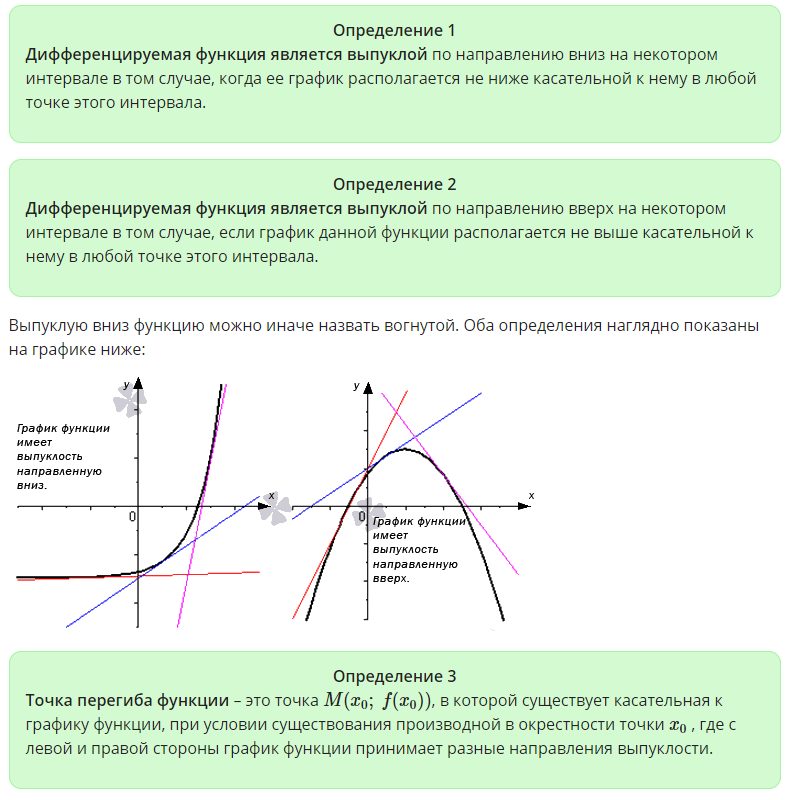 Определение 1
Дифференцируемая функция является выпуклой по направлению вниз на некотором
интервале в том случае, когда ее график располагается не ниже касательной к нему в любой
точке этого интервала.
Определение 2
Дифференцируемая функция является выпуклой по направлению вверх на некотором
интервале в том случае, если график данной функции располагается не выше касательной к
нему в любой точке этого интервала.
Выпуклую вниз функцию можно иначе назвать вогнутой. Оба определения наглядно показаны
на графике ниже:
y
График функции
имеет
выпуклость
направленную
вниз.
x
0
y
x
0
График функции
имеет
выпуклость
направленную
вверх.
Определение 3
Точка перегиба функции – это точка M(x₀; f(x₀)), в которой существует касательная к
графику функции, при условии существования производной в окрестности точки x₀ , где с
левой и правой стороны график функции принимает разные направления выпуклости.